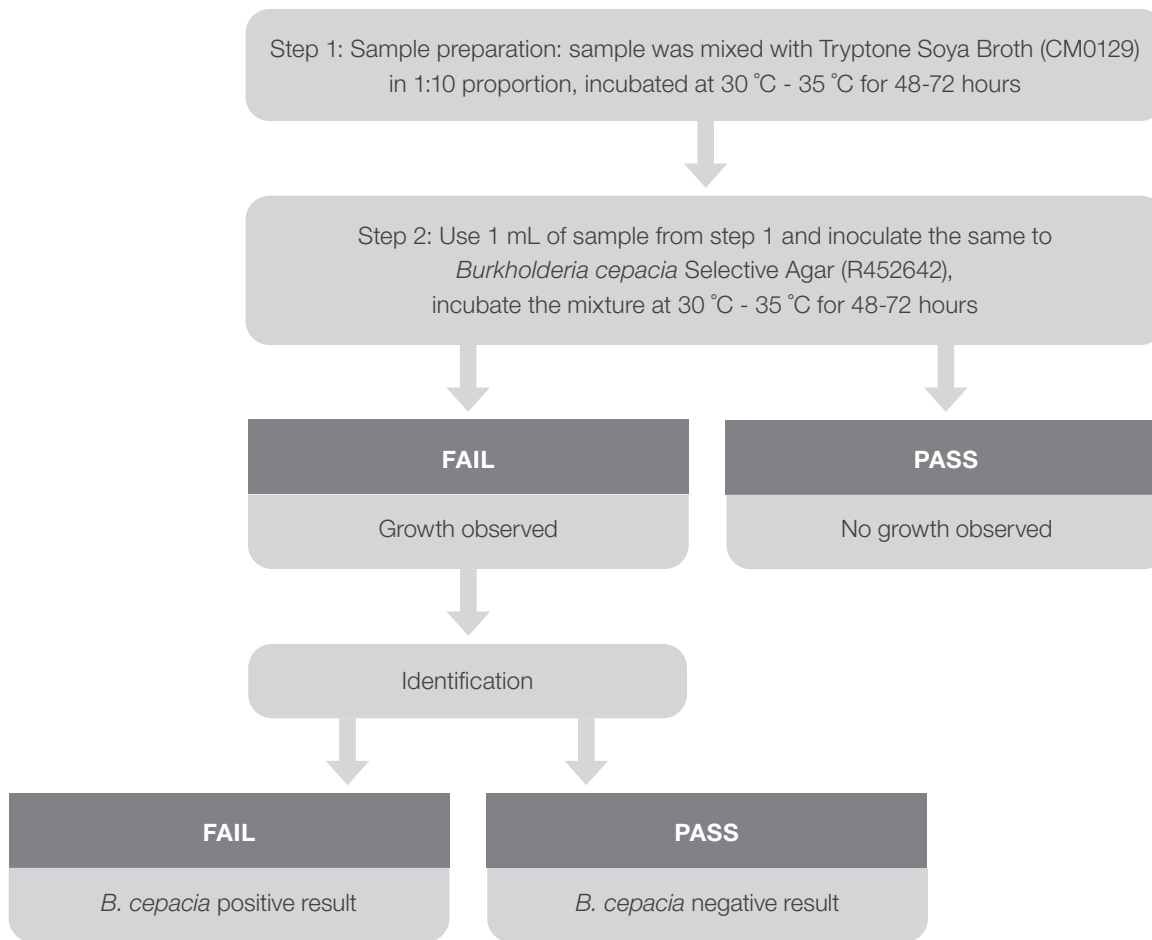 Step 1: Sample preparation: sample was mixed with Tryptone Soya Broth (CM0129)
in 1:10 proportion, incubated at 30 ˚C - 35 ˚C for 48-72 hours
Step 2: Use 1 mL of sample from step 1 and inoculate the same to
Burkholderia cepacia Selective Agar (R452642),
incubate the mixture at 30 ˚C - 35 ˚C for 48-72 hours
FAIL
Growth observed
PASS
No growth observed
Identification
FAIL
B. cepacia positive result
PASS
B. cepacia negative result